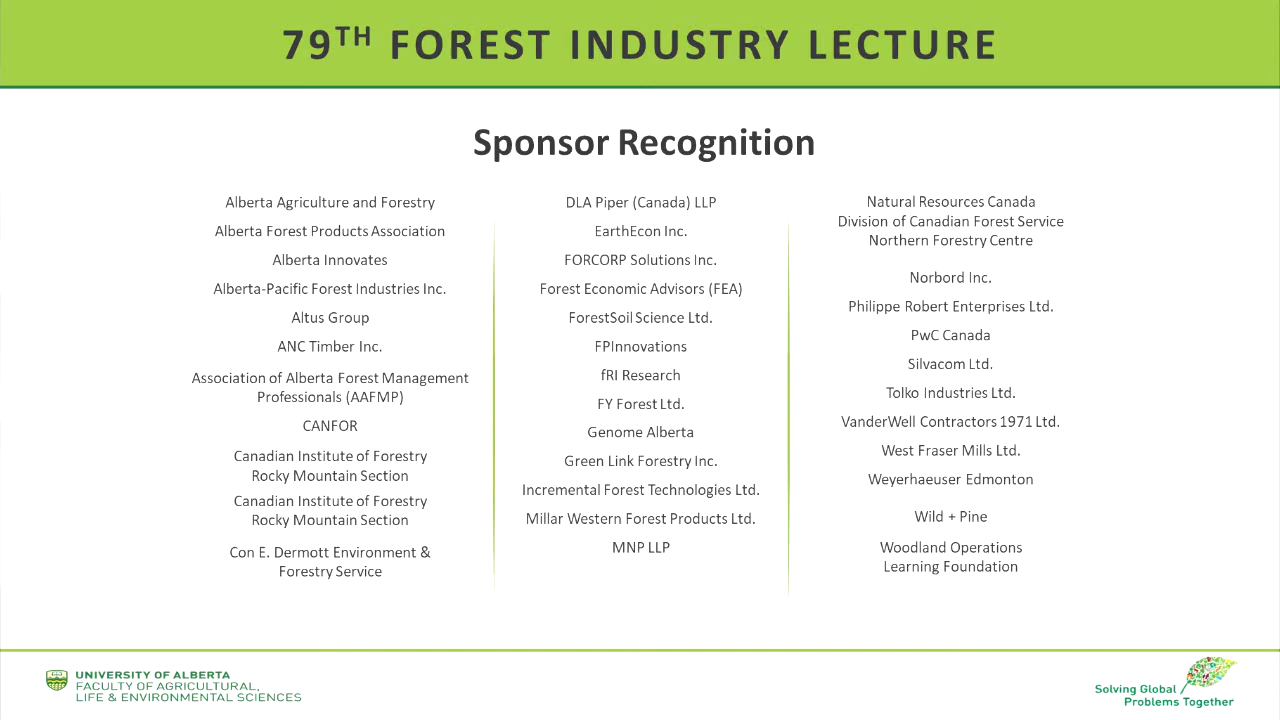 79TH FOREST INDUSTRY LECTURE
Sponsor Recognition
Alberta Agriculture and Forestry
Alberta Forest Products Association
Alberta Innovates
Alberta-Pacific Forest Industries Inc.
Altus Group
ANC Timber Inc.
Association of Alberta Forest Management
Professionals (AAFMP)
CANFOR
Canadian Institute of Forestry
Rocky Mountain Section
Canadian Institute of Forestry
Rocky Mountain Section
Con E. Dermott Environment &
Forestry Service
DLA Piper (Canada) LLP
EarthEcon Inc.
FORCORP Solutions Inc.
Forest Economic Advisors (FEA)
ForestSoil Science Ltd.
FPInnovations
fRI Research
FY Forest Ltd.
Genome Alberta
Green Link Forestry Inc.
Incremental Forest Technologies Ltd.
Millar Western Forest Products Ltd.
MNP LLP
Natural Resources Canada
Division of Canadian Forest Service
Northern Forestry Centre
Norbord Inc.
Philippe Robert Enterprises Ltd.
PwC Canada
Silvacom Ltd.
Tolko Industries Ltd.
VanderWell Contractors 1971 Ltd.
West Fraser Mills Ltd.
Weyerhaeuser Edmonton
Wild + Pine
Woodland Operations
Learning Foundation
UNIVERSITY OF ALBERTA
FACULTY OF AGRICULTURAL,
LIFE & ENVIRONMENTAL SCIENCES
Solving Global
Problems Together